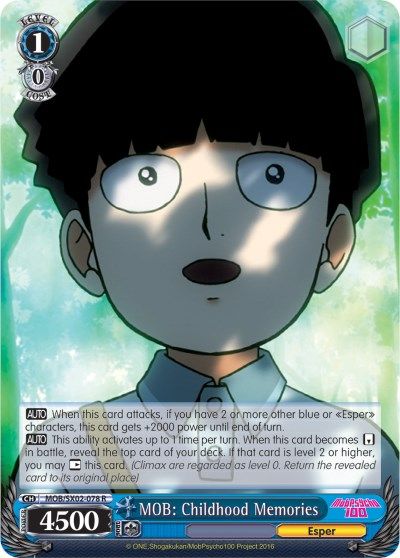 LEVEL
1
0
COST
AUTO When this card attacks, if you have 2 or more other blue or «Esper»
characters, this card gets +2000 power until end of turn.
AUTO This ability activates up to 1 time per turn. When this card becomes
in battle, reveal the top card of your deck. If that card is level 2 or higher,
you may this card. (Climax are regarded as level 0. Return the revealed
card to its original place)
CH MOB/SX02-078 R
POWER 4500 MOB: Childhood Memories MobPsycho 100
Esper
© ONE,Shogakukan/MobPsycho100 Project 2016